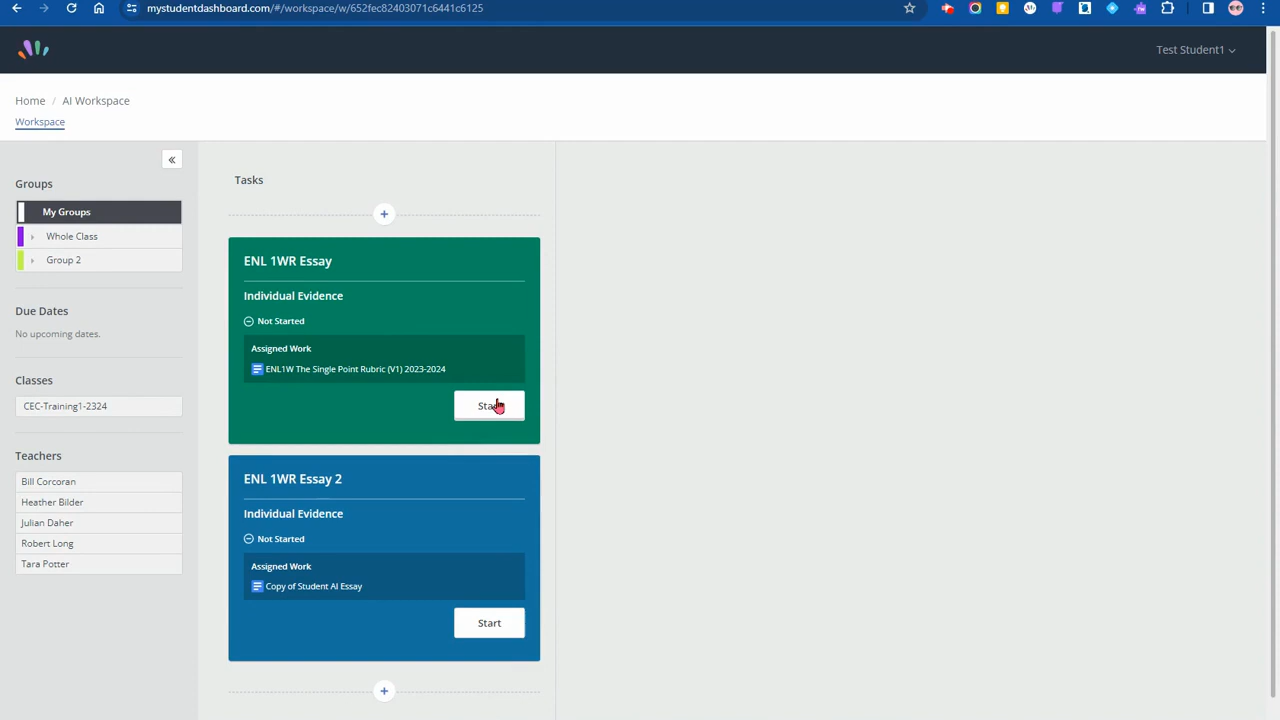 mystudentdashboard.com/#/workspace/w/652fec82403071c6441c6125
Test Student1
Home / AI Workspace
Workspace
«
Groups
My Groups
Whole Class
Group 2
Due Dates
No upcoming dates.
Classes
CEC-Training1-2324
Teachers
Bill Corcoran
Heather Bilder
Julian Daher
Robert Long
Tara Potter
Tasks
+
ENL 1WR Essay
Individual Evidence
Not Started
Assigned Work
ENL1W The Single Point Rubric (V1) 2023-2024
Start
ENL 1WR Essay 2
Individual Evidence
Not Started
Assigned Work
Copy of Student AI Essay
Start
+